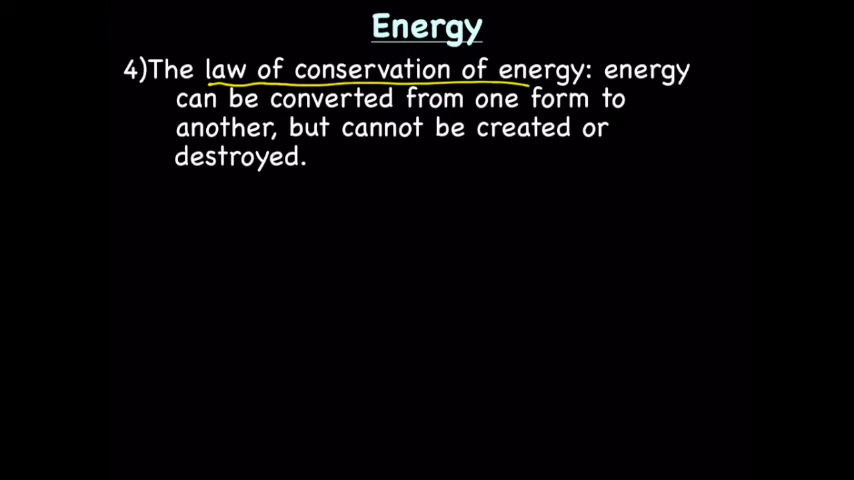 Energy
4)The law of conservation of energy: energy
can be converted from one form to
another, but cannot be created or
destroyed.